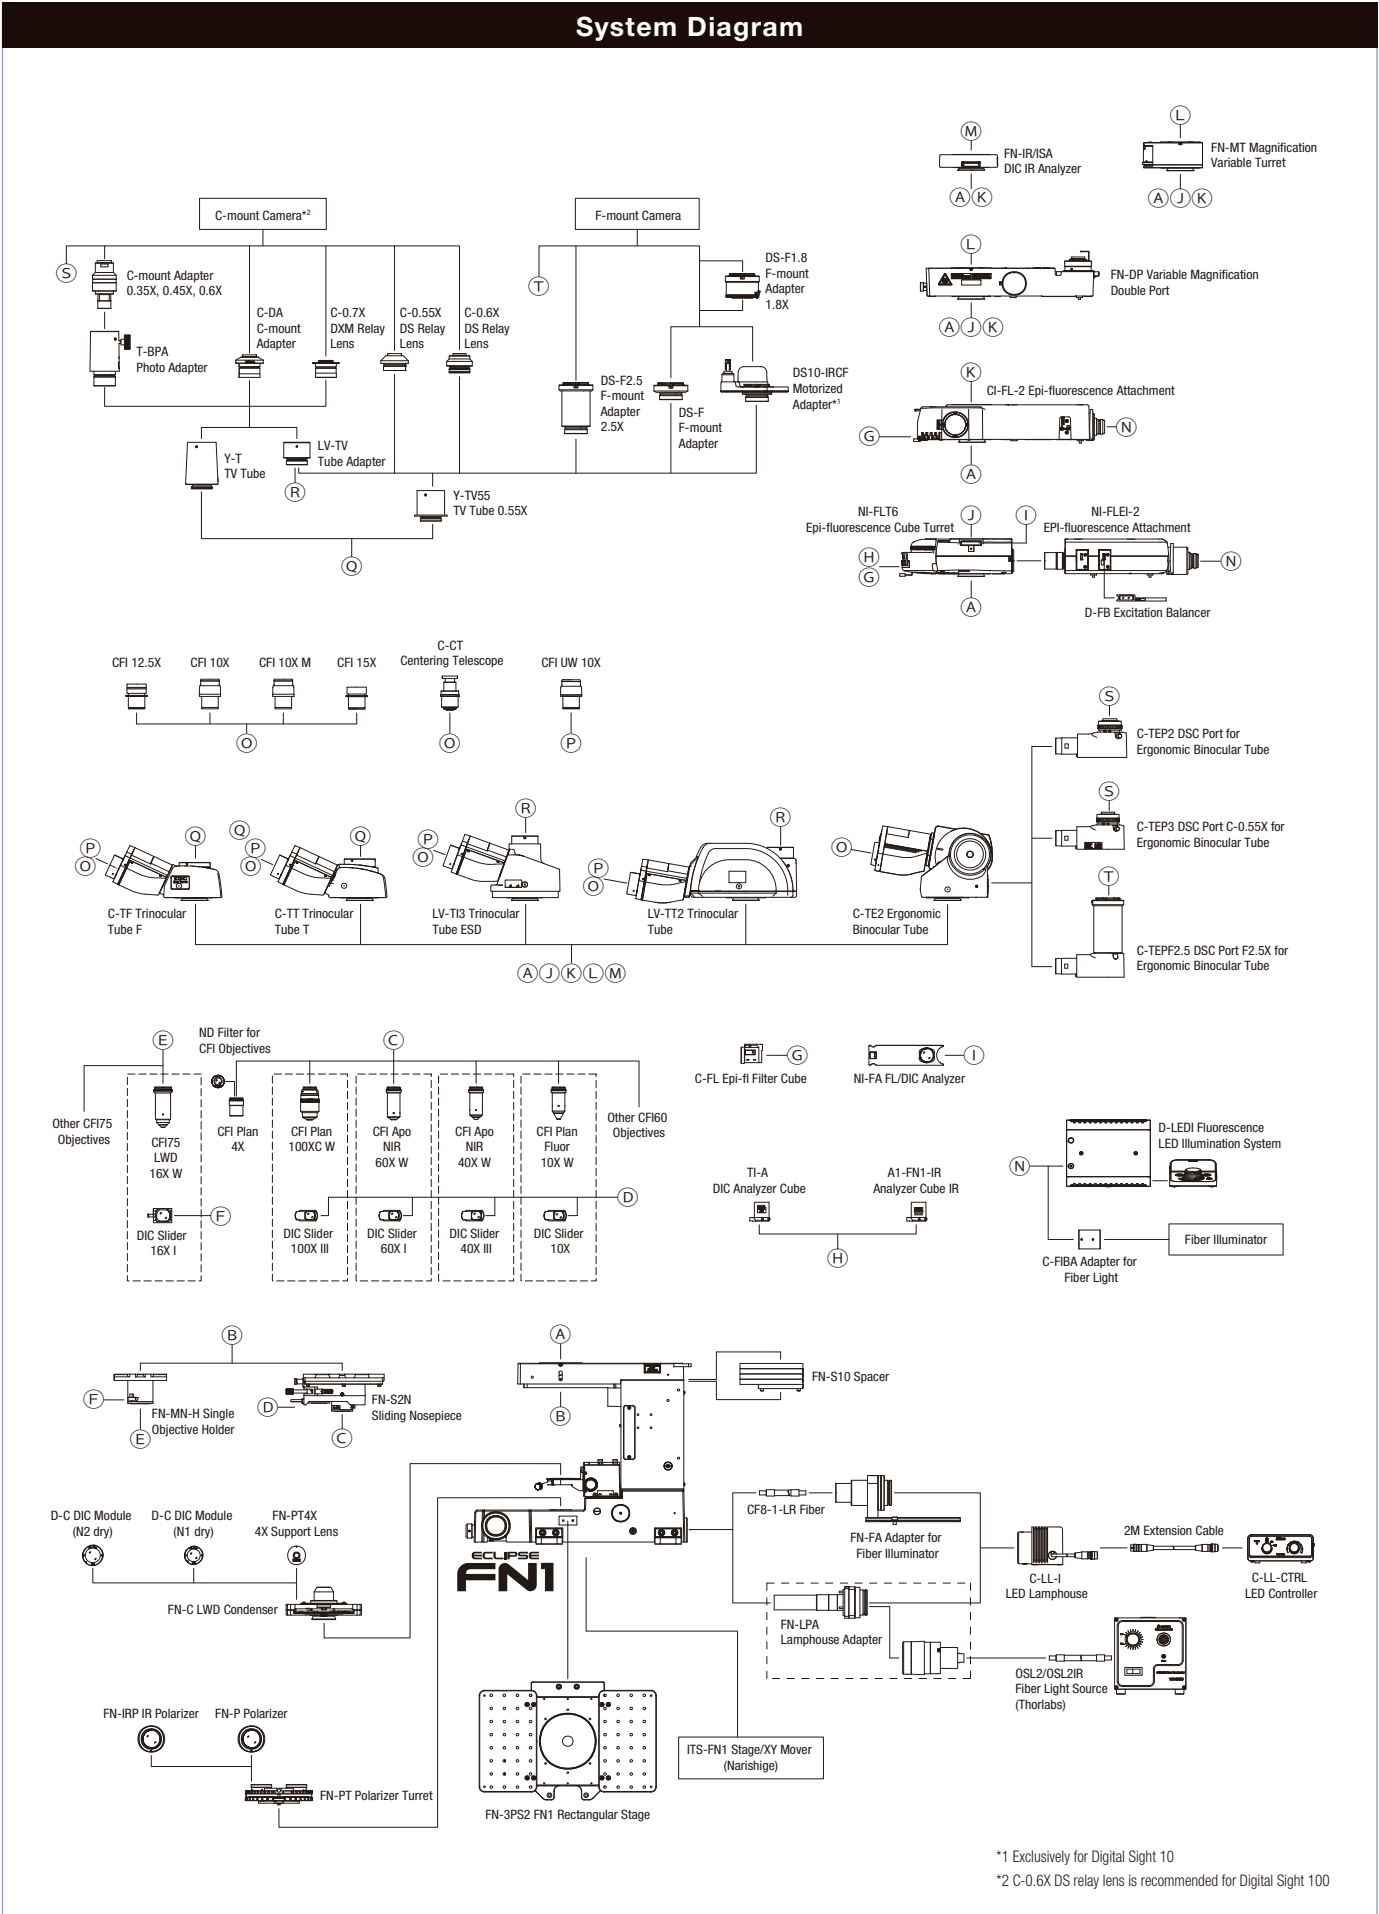 System Diagram
M
FN-IR/ISA
DIC IR Analyzer
A K
L
FN-MT Magnification
Variable Turret
A J K
C-mount Camera*2
F-mount Camera
S
C-mount Adapter
0.35X, 0.45X, 0.6X
T-BPA
Photo Adapter
C-DA
C-mount
Adapter
C-0.7X
DXM Relay
Lens
C-0.55X
DS Relay
Lens
C-0.6X
DS Relay
Lens
T
DS-F1.8
F-mount
Adapter
1.8X
DS-F2.5
F-mount
Adapter
2.5X
DS-F
F-mount
Adapter
DS10-IRCF
Motorized
Adapter*1
Y-T
TV Tube
LV-TV
Tube Adapter
R
Y-TV55
TV Tube 0.55X
Q
L
FN-DP Variable Magnification
Double Port
A J K
K
CI-FL-2 Epi-fluorescence Attachment
G
N
A
NI-FLT6
Epi-fluorescence Cube Turret
J
I
NI-FLEI-2
EPI-fluorescence Attachment
H
G
N
A
D-FB Excitation Balancer
CFI 12.5X
CFI 10X
CFI 10X M
CFI 15X
O
C-CT
Centering Telescope
O
CFI UW 10X
P
S
C-TEP2 DSC Port for
Ergonomic Binocular Tube
S
C-TEP3 DSC Port C-0.55X for
Ergonomic Binocular Tube
T
C-TEPF2.5 DSC Port F2.5X for
Ergonomic Binocular Tube
P
O
Q
C-TF Trinocular
Tube F
Q
P
O
Q
C-TT Trinocular
Tube T
P
O
R
LV-TI3 Trinocular
Tube ESD
P
O
R
LV-TT2 Trinocular
Tube
O
C-TE2 Ergonomic
Binocular Tube
A J K L M
E
Other CFI75
Objectives
CFI75
LWD
16X W
DIC Slider
16X I
F
ND Filter for
CFI Objectives
CFI Plan
4X
C
CFI Plan
100XC W
CFI Apo
NIR
60X W
CFI Apo
NIR
40X W
CFI Plan
Fluor
10X W
Other CFI60
Objectives
D
DIC Slider
100X III
DIC Slider
60X I
DIC Slider
40X III
DIC Slider
10X
G
C-FL Epi-fl Filter Cube
I
NI-FA FL/DIC Analyzer
TI-A
DIC Analyzer Cube
A1-FN1-IR
Analyzer Cube IR
H
D-LEDI Fluorescence
LED Illumination System
N
C-FIBA Adapter for
Fiber Light
Fiber Illuminator
B
F
FN-MN-H Single
Objective Holder
E
D
FN-S2N
Sliding Nosepiece
C
A
B
FN-S10 Spacer
D-C DIC Module
(N2 dry)
D-C DIC Module
(N1 dry)
FN-PT4X
4X Support Lens
FN-C LWD Condenser
ECLIPSE
FN1
CF8-1-LR Fiber
FN-FA Adapter for
Fiber Illuminator
C-LL-I
LED Lamphouse
2M Extension Cable
C-LL-CTRL
LED Controller
FN-LPA
Lamphouse Adapter
OSL2/OSL2IR
Fiber Light Source
(Thorlabs)
FN-IRP IR Polarizer
FN-P Polarizer
FN-PT Polarizer Turret
FN-3PS2 FN1 Rectangular Stage
ITS-FN1 Stage/XY Mover
(Narishige)
*1 Exclusively for Digital Sight 10
*2 C-0.6X DS relay lens is recommended for Digital Sight 100